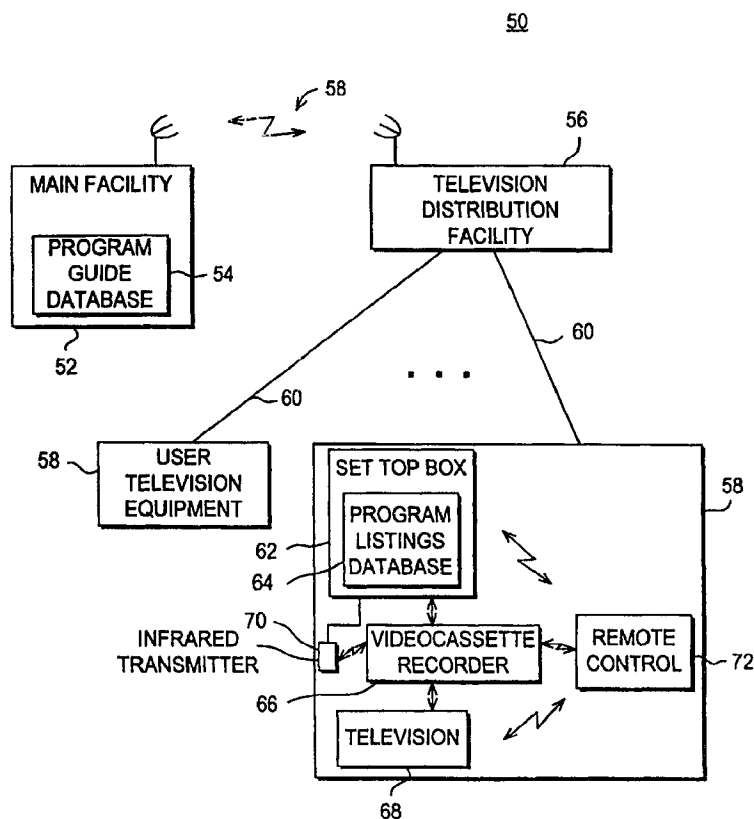 50
58
56
MAIN FACILITY
TELEVISION
DISTRIBUTION
FACILITY
PROGRAM
GUIDE
DATABASE
54
52
60
60
58
USER
TELEVISION
EQUIPMENT
SET TOP BOX
58
PROGRAM
LISTINGS
DATABASE
62
64
70
INFRARED
TRANSMITTER
VIDEOCASSETTE
RECORDER
REMOTE
CONTROL
72
66
TELEVISION
68